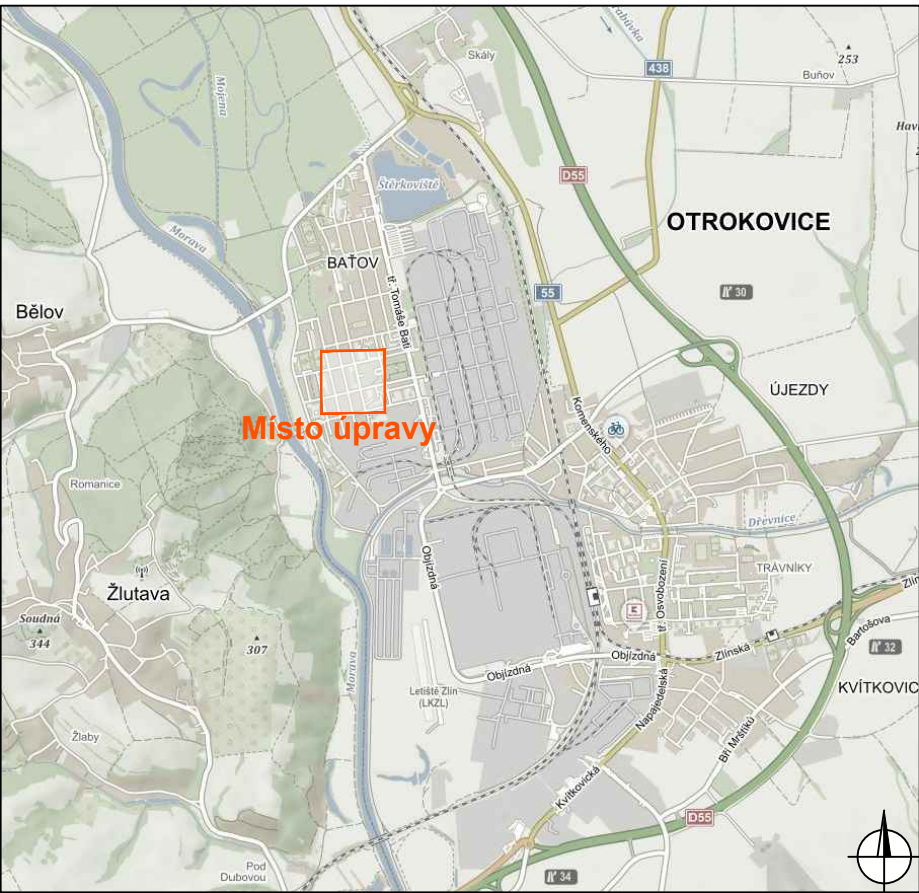 Skály
438
253
Buňov
Mojena
D55
Štěrkoviště
OTROKOVICE
Morava
BAŤOV
tř. Tomáše Bati
55
30
Bělov
ÚJEZDY
Místo úpravy
Komenského
Romanice
Dřevnice
Objízdná
TRÁVNÍKY
Žlutava
tř. Osvobození
Soudná
344
307
Bartošova
32
Morava
Objízdná
Objízdná
Zlínská
Letiště Zlín
(LKZL)
Napajedelská
KVÍTKOVIC
Žlaby
Bří Mrštíků
Kvítkovická
D55
Pod
Dubovou
34